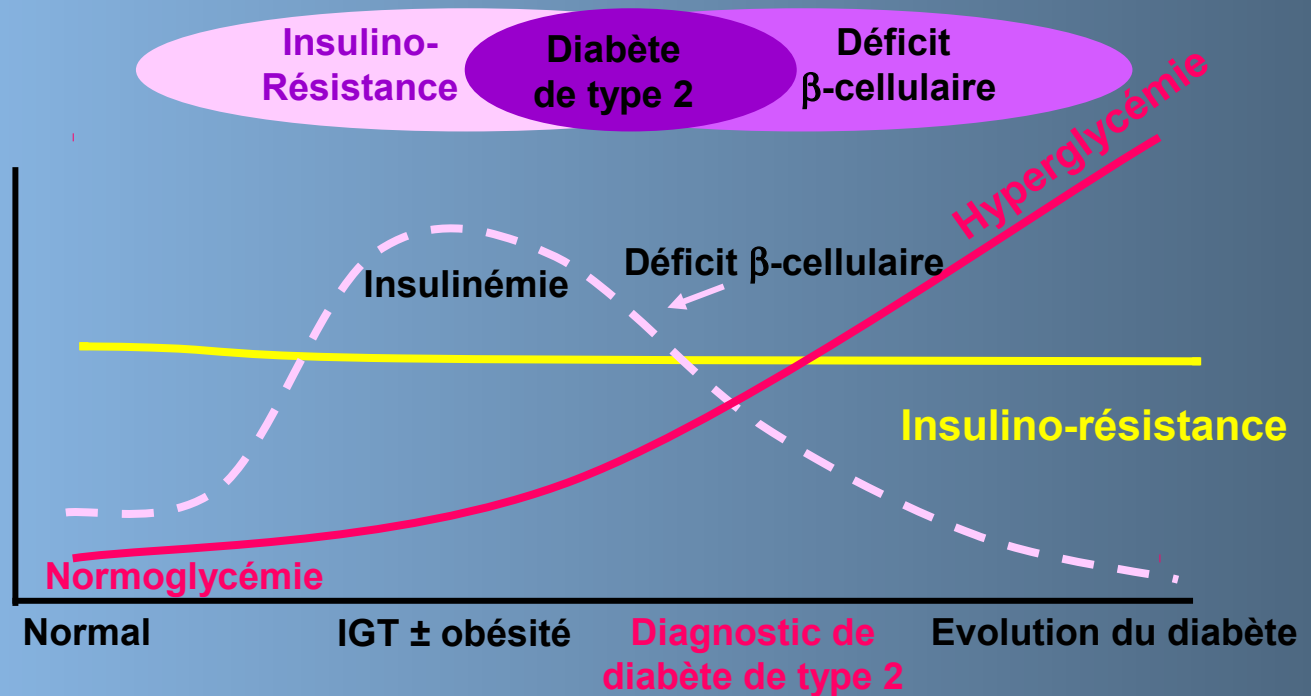 Insulino-
Résistance
Diabète
de type 2
Déficit
β-cellulaire
Hyperglycémie
Déficit β-cellulaire
Insulinémie
Insulino-résistance
Normoglycémie
Normal
IGT ± obésité
Diagnostic de
diabète de type 2
Evolution du diabète